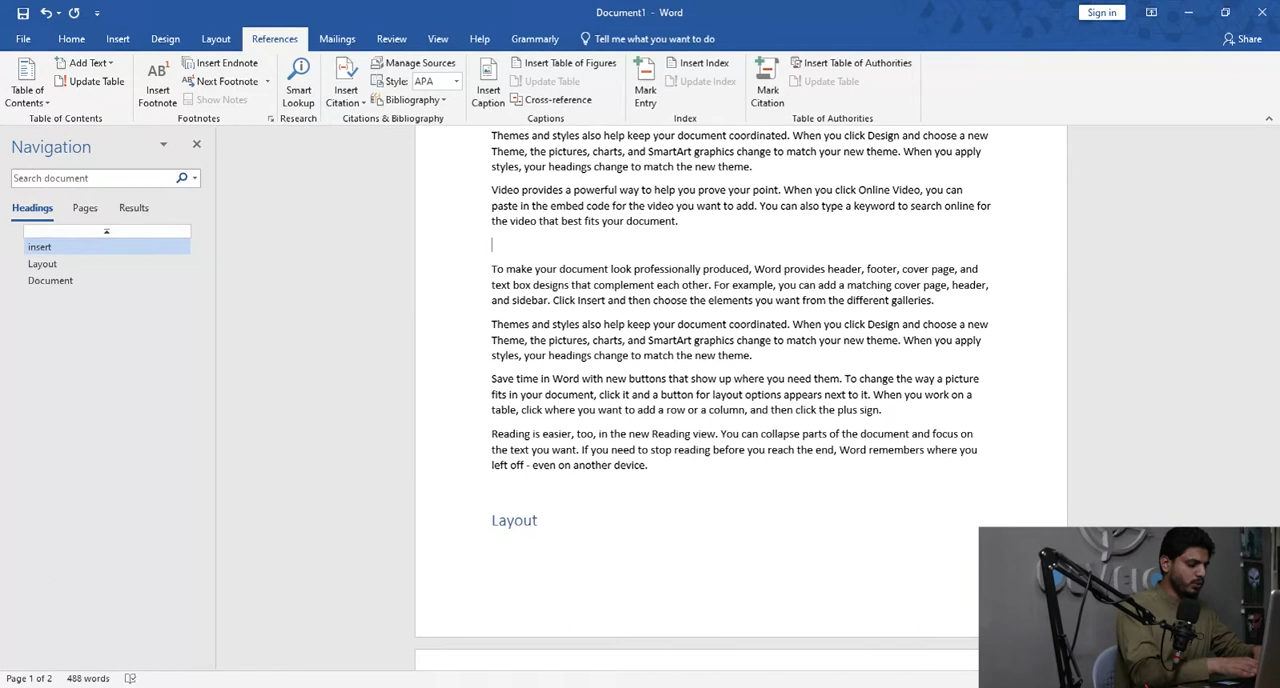 Document1 - Word
Sign in
File Home Insert Design Layout References Mailings Review View Help Grammarly Tell me what you want to do Share
Table of Contents
Add Text
Update Table
Table of Contents
AB1
Insert Footnote
Insert Endnote
Next Footnote
Show Notes
Footnotes
Smart Lookup
Research
Insert Citation
Manage Sources
Style: APA
Bibliography
Citations & Bibliography
Insert Caption
Insert Table of Figures
Update Table
Cross-reference
Captions
Mark Entry
Insert Index
Update Index
Index
Mark Citation
Insert Table of Authorities
Update Table
Table of Authorities
Navigation
Search document
Headings Pages Results
insert
Layout
Document
Themes and styles also help keep your document coordinated. When you click Design and choose a new
Theme, the pictures, charts, and SmartArt graphics change to match your new theme. When you apply
styles, your headings change to match the new theme.
Video provides a powerful way to help you prove your point. When you click Online Video, you can
paste in the embed code for the video you want to add. You can also type a keyword to search online for
the video that best fits your document.
To make your document look professionally produced, Word provides header, footer, cover page, and
text box designs that complement each other. For example, you can add a matching cover page, header,
and sidebar. Click Insert and then choose the elements you want from the different galleries.
Themes and styles also help keep your document coordinated. When you click Design and choose a new
Theme, the pictures, charts, and SmartArt graphics change to match your new theme. When you apply
styles, your headings change to match the new theme.
Save time in Word with new buttons that show up where you need them. To change the way a picture
fits in your document, click it and a button for layout options appears next to it. When you work on a
table, click where you want to add a row or a column, and then click the plus sign.
Reading is easier, too, in the new Reading view. You can collapse parts of the document and focus on
the text you want. If you need to stop reading before you reach the end, Word remembers where you
left off - even on another device.
Layout
Page 1 of 2 488 words